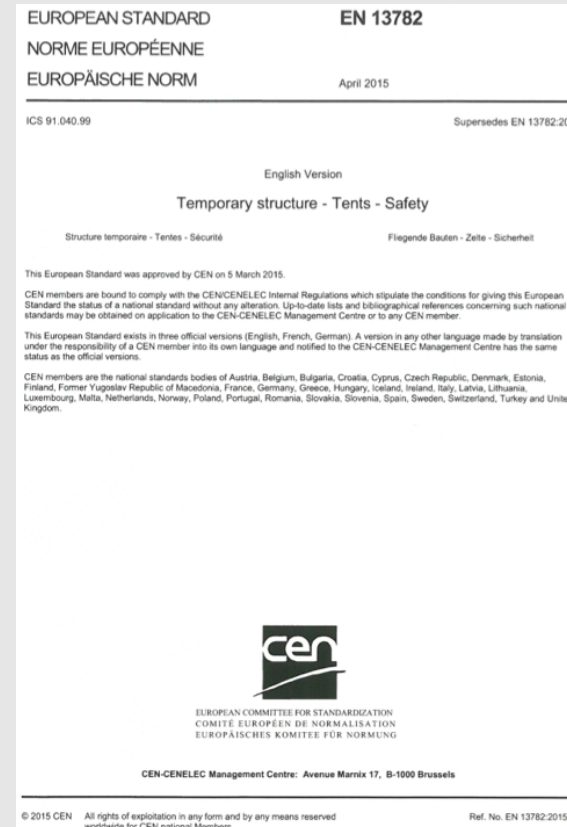 EUROPEAN STANDARD
EN 13782
NORME EUROPÉENNE
EUROPÄISCHE NORM
April 2015
ICS 91.040.99
Supersedes EN 13782:20
English Version
Temporary structure - Tents - Safety
Structure temporaire - Tentes - Sécurité
Fliegende Bauten - Zelte - Sicherheit
This European Standard was approved by CEN on 5 March 2015.
CEN members are bound to comply with the CEN/CENELEC Internal Regulations which stipulate the conditions for giving this European
Standard the status of a national standard without any alteration. Up-to-date lists and bibliographical references concerning such national
standards may be obtained on application to the CEN-CENELEC Management Centre or to any CEN member.
This European Standard exists in three official versions (English, French, German). A version in any other language made by translation
under the responsibility of a CEN member into its own language and notified to the CEN-CENELEC Management Centre has the same
status as the official versions.
CEN members are the national standards bodies of Austria, Belgium, Bulgaria, Croatia, Cyprus, Czech Republic, Denmark, Estonia,
Finland, Former Yugoslav Republic of Macedonia, France, Germany, Greece, Hungary, Iceland, Ireland, Italy, Latvia, Lithuania,
Luxembourg, Malta, Netherlands, Norway, Poland, Portugal, Romania, Slovakia, Slovenia, Spain, Sweden, Switzerland, Turkey and Unite
Kingdom.
cen
EUROPEAN COMMITTEE FOR STANDARDIZATION
COMITÉ EUROPÉEN DE NORMALISATION
EUROPÄISCHES KOMITEE FÜR NORMUNG
CEN-CENELEC Management Centre: Avenue Marnix 17, B-1000 Brussels
© 2015 CEN All rights of exploitation in any form and by any means reserved
Ref. No. EN 13782:2015
worldwide for CEN national Members